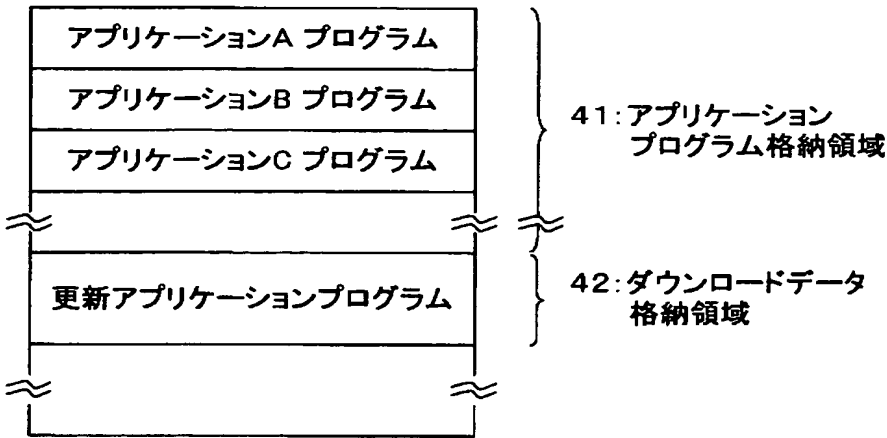 アプリケーションA プログラム
アプリケーションB プログラム
アプリケーションC プログラム
41:アプリケーション
プログラム格納領域
更新アプリケーションプログラム
42:ダウンロードデータ
格納領域